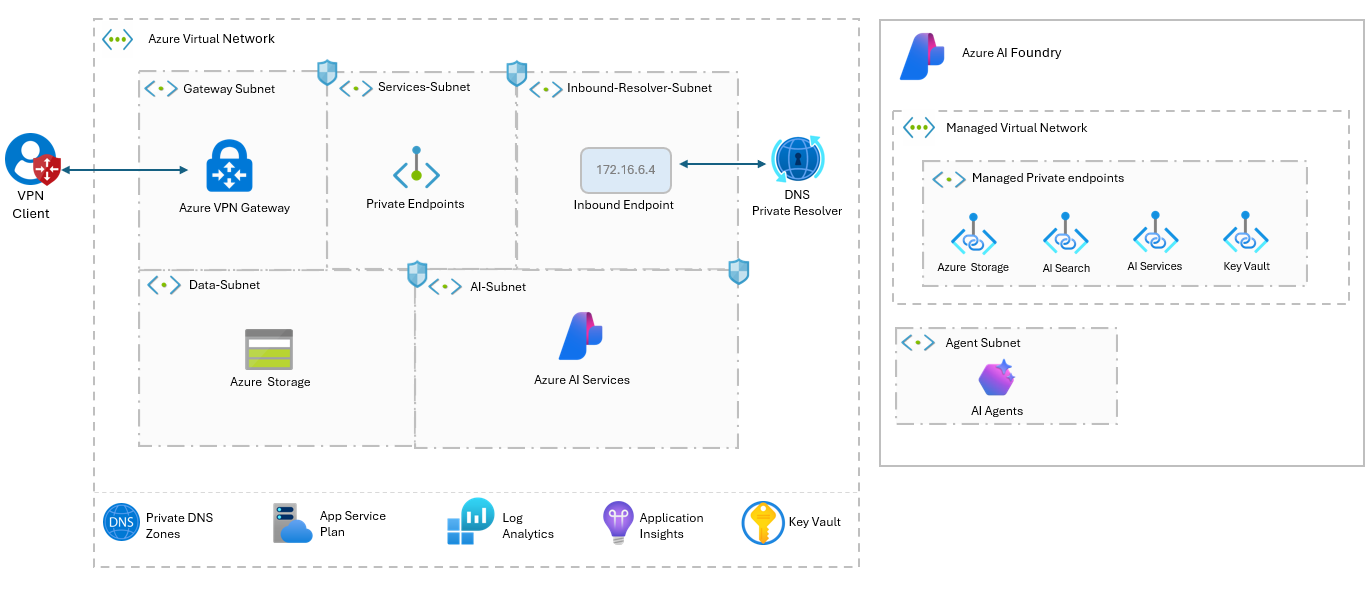 Azure Virtual Network
Gateway Subnet
Services-Subnet
Inbound-Resolver-Subnet
VPN
Client
Azure VPN Gateway
Private Endpoints
172.16.6.4
Inbound Endpoint
DNS
Private Resolver
Data-Subnet
AI-Subnet
Azure Storage
Azure AI Services
DNS
Private DNS
Zones
App Service
Plan
Log
Analytics
Application
Insights
Key Vault
Azure AI Foundry
Managed Virtual Network
Managed Private endpoints
Azure Storage
AI Search
AI Services
Key Vault
Agent Subnet
AI Agents